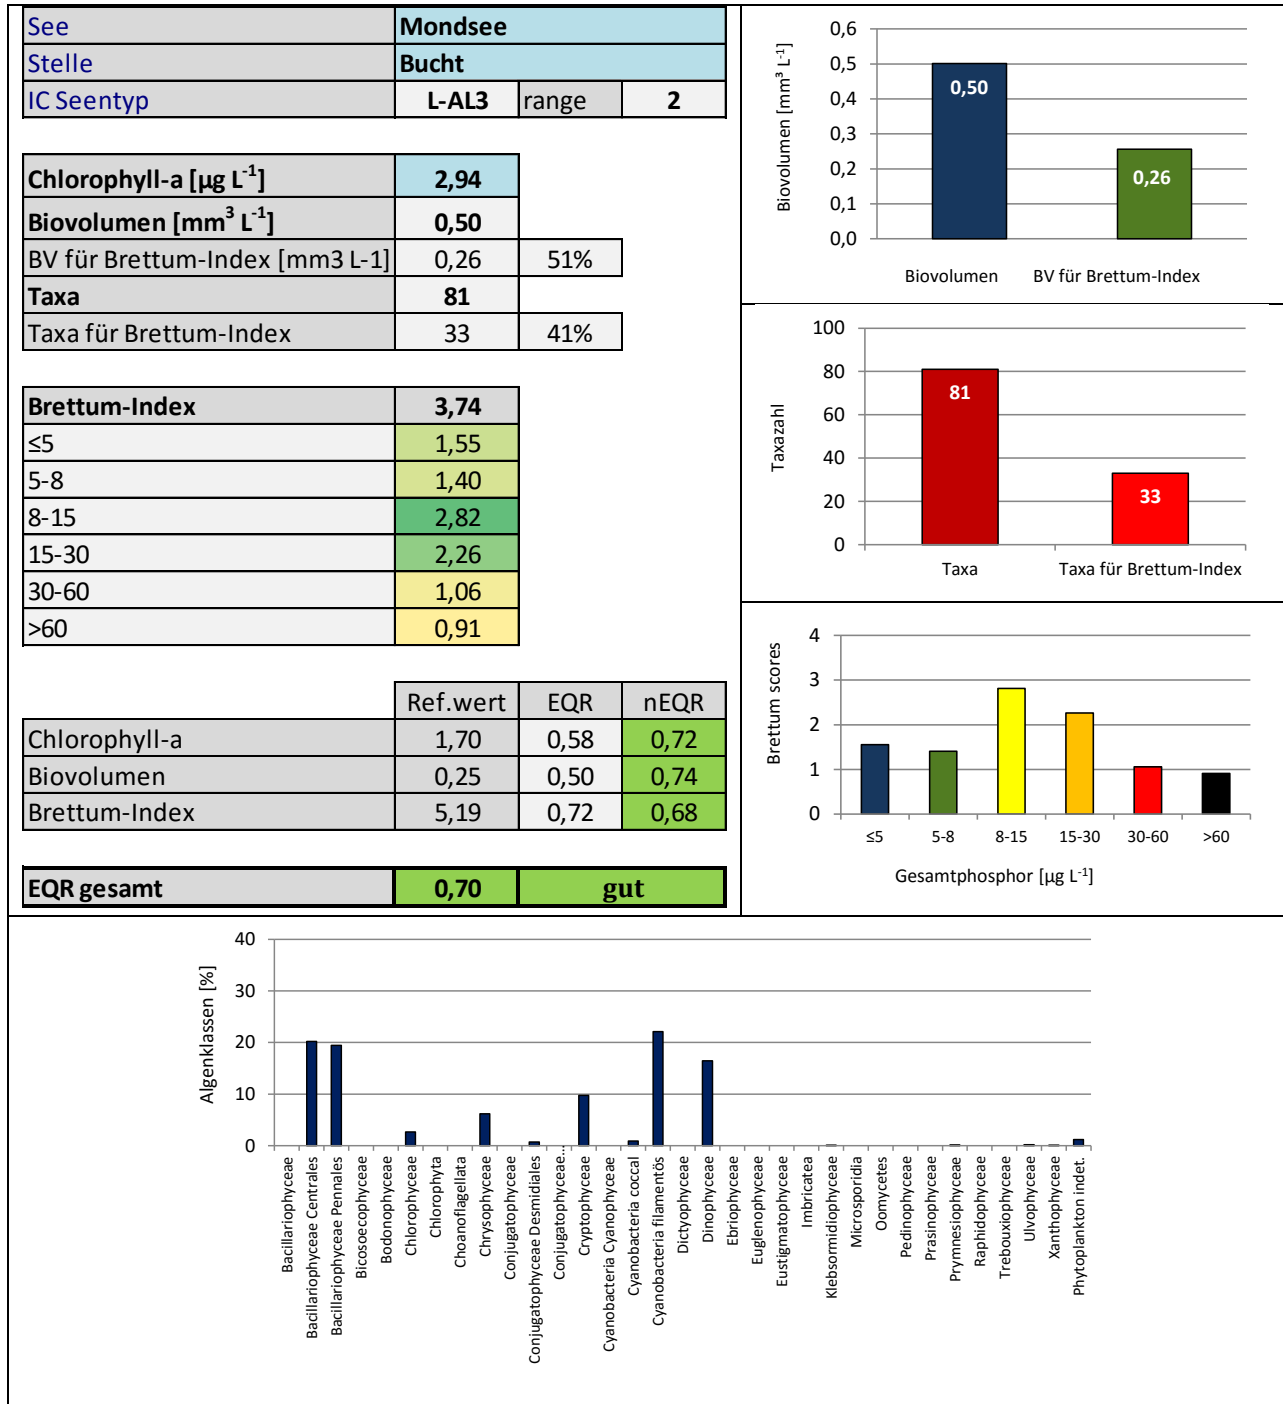 See Mondsee
Stelle Bucht
IC Seentyp L-AL3 range 2
Chlorophyll-a [µg L⁻¹] 2,94
Biovolumen [mm³ L⁻¹] 0,50
BV für Brettum-Index [mm3 L-1] 0,26 51%
Taxa 81
Taxa für Brettum-Index 33 41%
Brettum-Index 3,74
≤5 1,55
5-8 1,40
8-15 2,82
15-30 2,26
30-60 1,06
>60 0,91
Ref.wert EQR nEQR
Chlorophyll-a 1,70 0,58 0,72
Biovolumen 0,25 0,50 0,74
Brettum-Index 5,19 0,72 0,68
EQR gesamt 0,70 gut
Biovolumen [mm³ L⁻¹]
0,6
0,5
0,4
0,3
0,2
0,1
0,0
0,50
0,26
Biovolumen BV für Brettum-Index
Taxazahl
100
80
60
40
20
0
81
33
Taxa Taxa für Brettum-Index
Brettum scores
4
3
2
1
0
≤5 5-8 8-15 15-30 30-60 >60
Gesamtphosphor [µg L⁻¹]
Algenklassen [%]
40
30
20
10
0
Bacillariophyceae
Bacillariophyceae Centrales
Bacillariophyceae Pennales
Bicosoecophyceae
Bodonophyceae
Chlorophyceae
Chlorophyta
Choanoflagellata
Chrysophyceae
Conjugatophyceae
Conjugatophyceae Desmidiales
Conjugatophyceae...
Cryptophyceae
Cyanobacteria Cyanophyceae
Cyanobacteria coccal
Cyanobacteria filamentös
Dictyophyceae
Dinophyceae
Ebriophyceae
Euglenophyceae
Eustigmatophyceae
Imbricatea
Klebsormidiophyceae
Microsporidia
Oomycetes
Pedinophyceae
Prasinophyceae
Prymnesiophyceae
Raphidophyceae
Trebouxiophyceae
Ulvophyceae
Xanthophyceae
Phytoplankton indet.